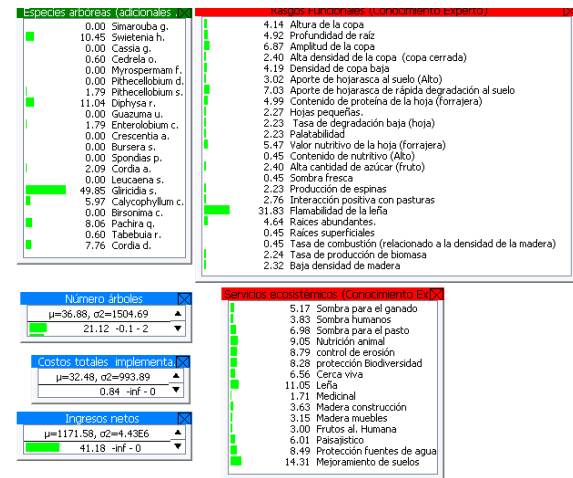 Especies arbóreas (adicionales
0.00 Simarouba g.
10.45 Swietenia h.
0.00 Cassia g.
0.60 Cedrela o.
0.00 Myrospermam f.
0.00 Pithecellobium d.
1.79 Pithecellobium s.
11.04 Diphysa r.
0.00 Guazuma u.
1.79 Enterolobium c.
0.00 Crescentia a.
0.00 Bursera s.
0.00 Spondias p.
2.09 Cordia a.
0.00 Leucaena s.
49.85 Gliricidia s.
5.97 Calycophyllum c.
0.00 Birsonima c.
8.06 Pachira q.
0.60 Tabebuia r.
7.76 Cordia d.
Rasgos Funcionales (Conocimiento Experto)
4.14 Altura de la copa
4.92 Profundidad de raíz
6.87 Amplitud de la copa
2.40 Alta densidad de la copa (copa cerrada)
4.19 Densidad de copa baja
3.02 Aporte de hojarasca al suelo (Alto)
7.03 Aporte de hojarasca de rápida degradación al suelo
4.99 Contenido de proteína de la hoja (forrajera)
2.27 Hojas pequeñas.
2.23 Tasa de degradación baja (hoja)
2.23 Palatabilidad
5.47 Valor nutritivo de la hoja (forrajera)
0.45 Contenido de nutritivo (Alto)
2.40 Alta cantidad de azúcar (fruto)
0.45 Sombra fresca
2.23 Producción de espinas
2.76 Interacción positiva con pasturas
31.83 Flamabilidad de la leña
4.64 Raices abundantes.
0.45 Raíces superficiales
0.45 Tasa de combustión (relacionado a la densidad de la madera)
2.24 Tasa de producción de biomasa
2.32 Baja densidad de madera
Número árboles
μ=36.88, σ2=1504.69
21.12 -0.1 - 2
Costos totales implementa.
μ=32.48, σ2=993.89
0.84 -inf - 0
Ingresos netos
μ=1171.58, σ2=4.43E6
41.18 -inf - 0
Servicios ecosistémicos (Conocimiento Ex
5.17 Sombra para el ganado
3.83 Sombra humanos
6.98 Sombra para el pasto
9.05 Nutrición animal
8.79 control de erosión
8.28 protección Biodiversidad
6.56 Cerca viva
11.05 Leña
1.71 Medicinal
3.63 Madera construcción
3.15 Madera muebles
3.00 Frutos al. Humana
6.01 Paisajistico
8.49 Protección fuentes de agua
14.31 Mejoramiento de suelos